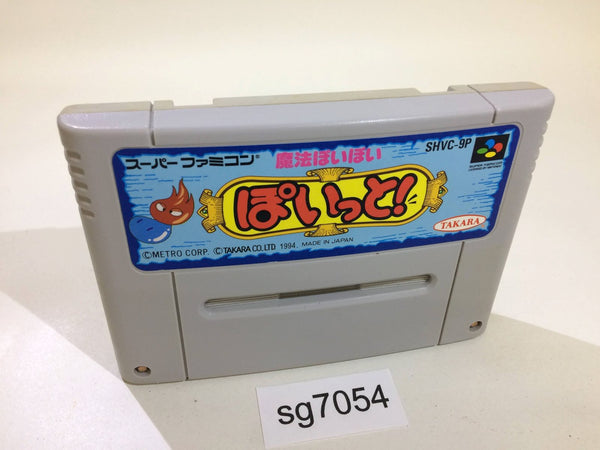 スーパーファミコン®
魔法ぽいぽい
SHVC-9P
ぽいっと!
TAKARA
©METRO CORP. ©TAKARA CO.,LTD 1994. MADE IN JAPAN
sg7054